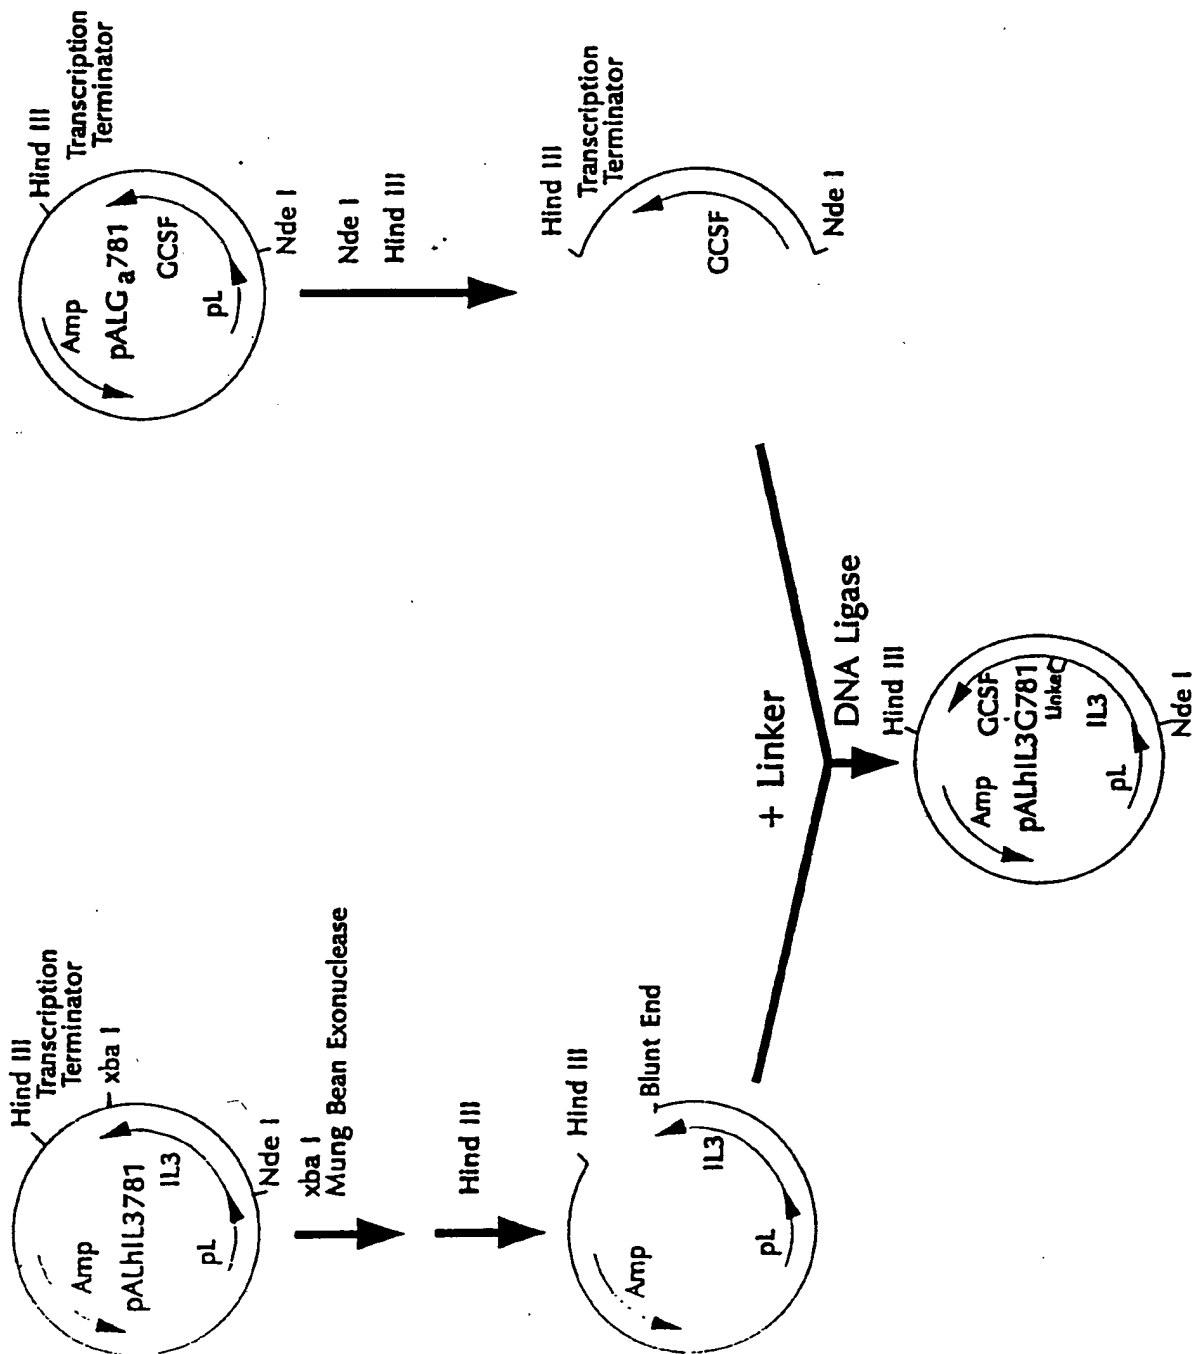 Hind III
Transcription
Terminator
xba I
Amp
pALhIL3781
IL3
pL
Nde I
xba I
Mung Bean Exonuclease
Hind III
Hind III
Blunt End
Amp
IL3
pL
Hind III
Transcription
Terminator
Amp
pALGa781
GCSF
pL
Nde I
Nde I
Hind III
Hind III
Transcription
Terminator
GCSF
Nde I
+ Linker
DNA Ligase
Hind III
Amp
GCSF
pALhIL3G781
Linker
IL3
pL
Nde I